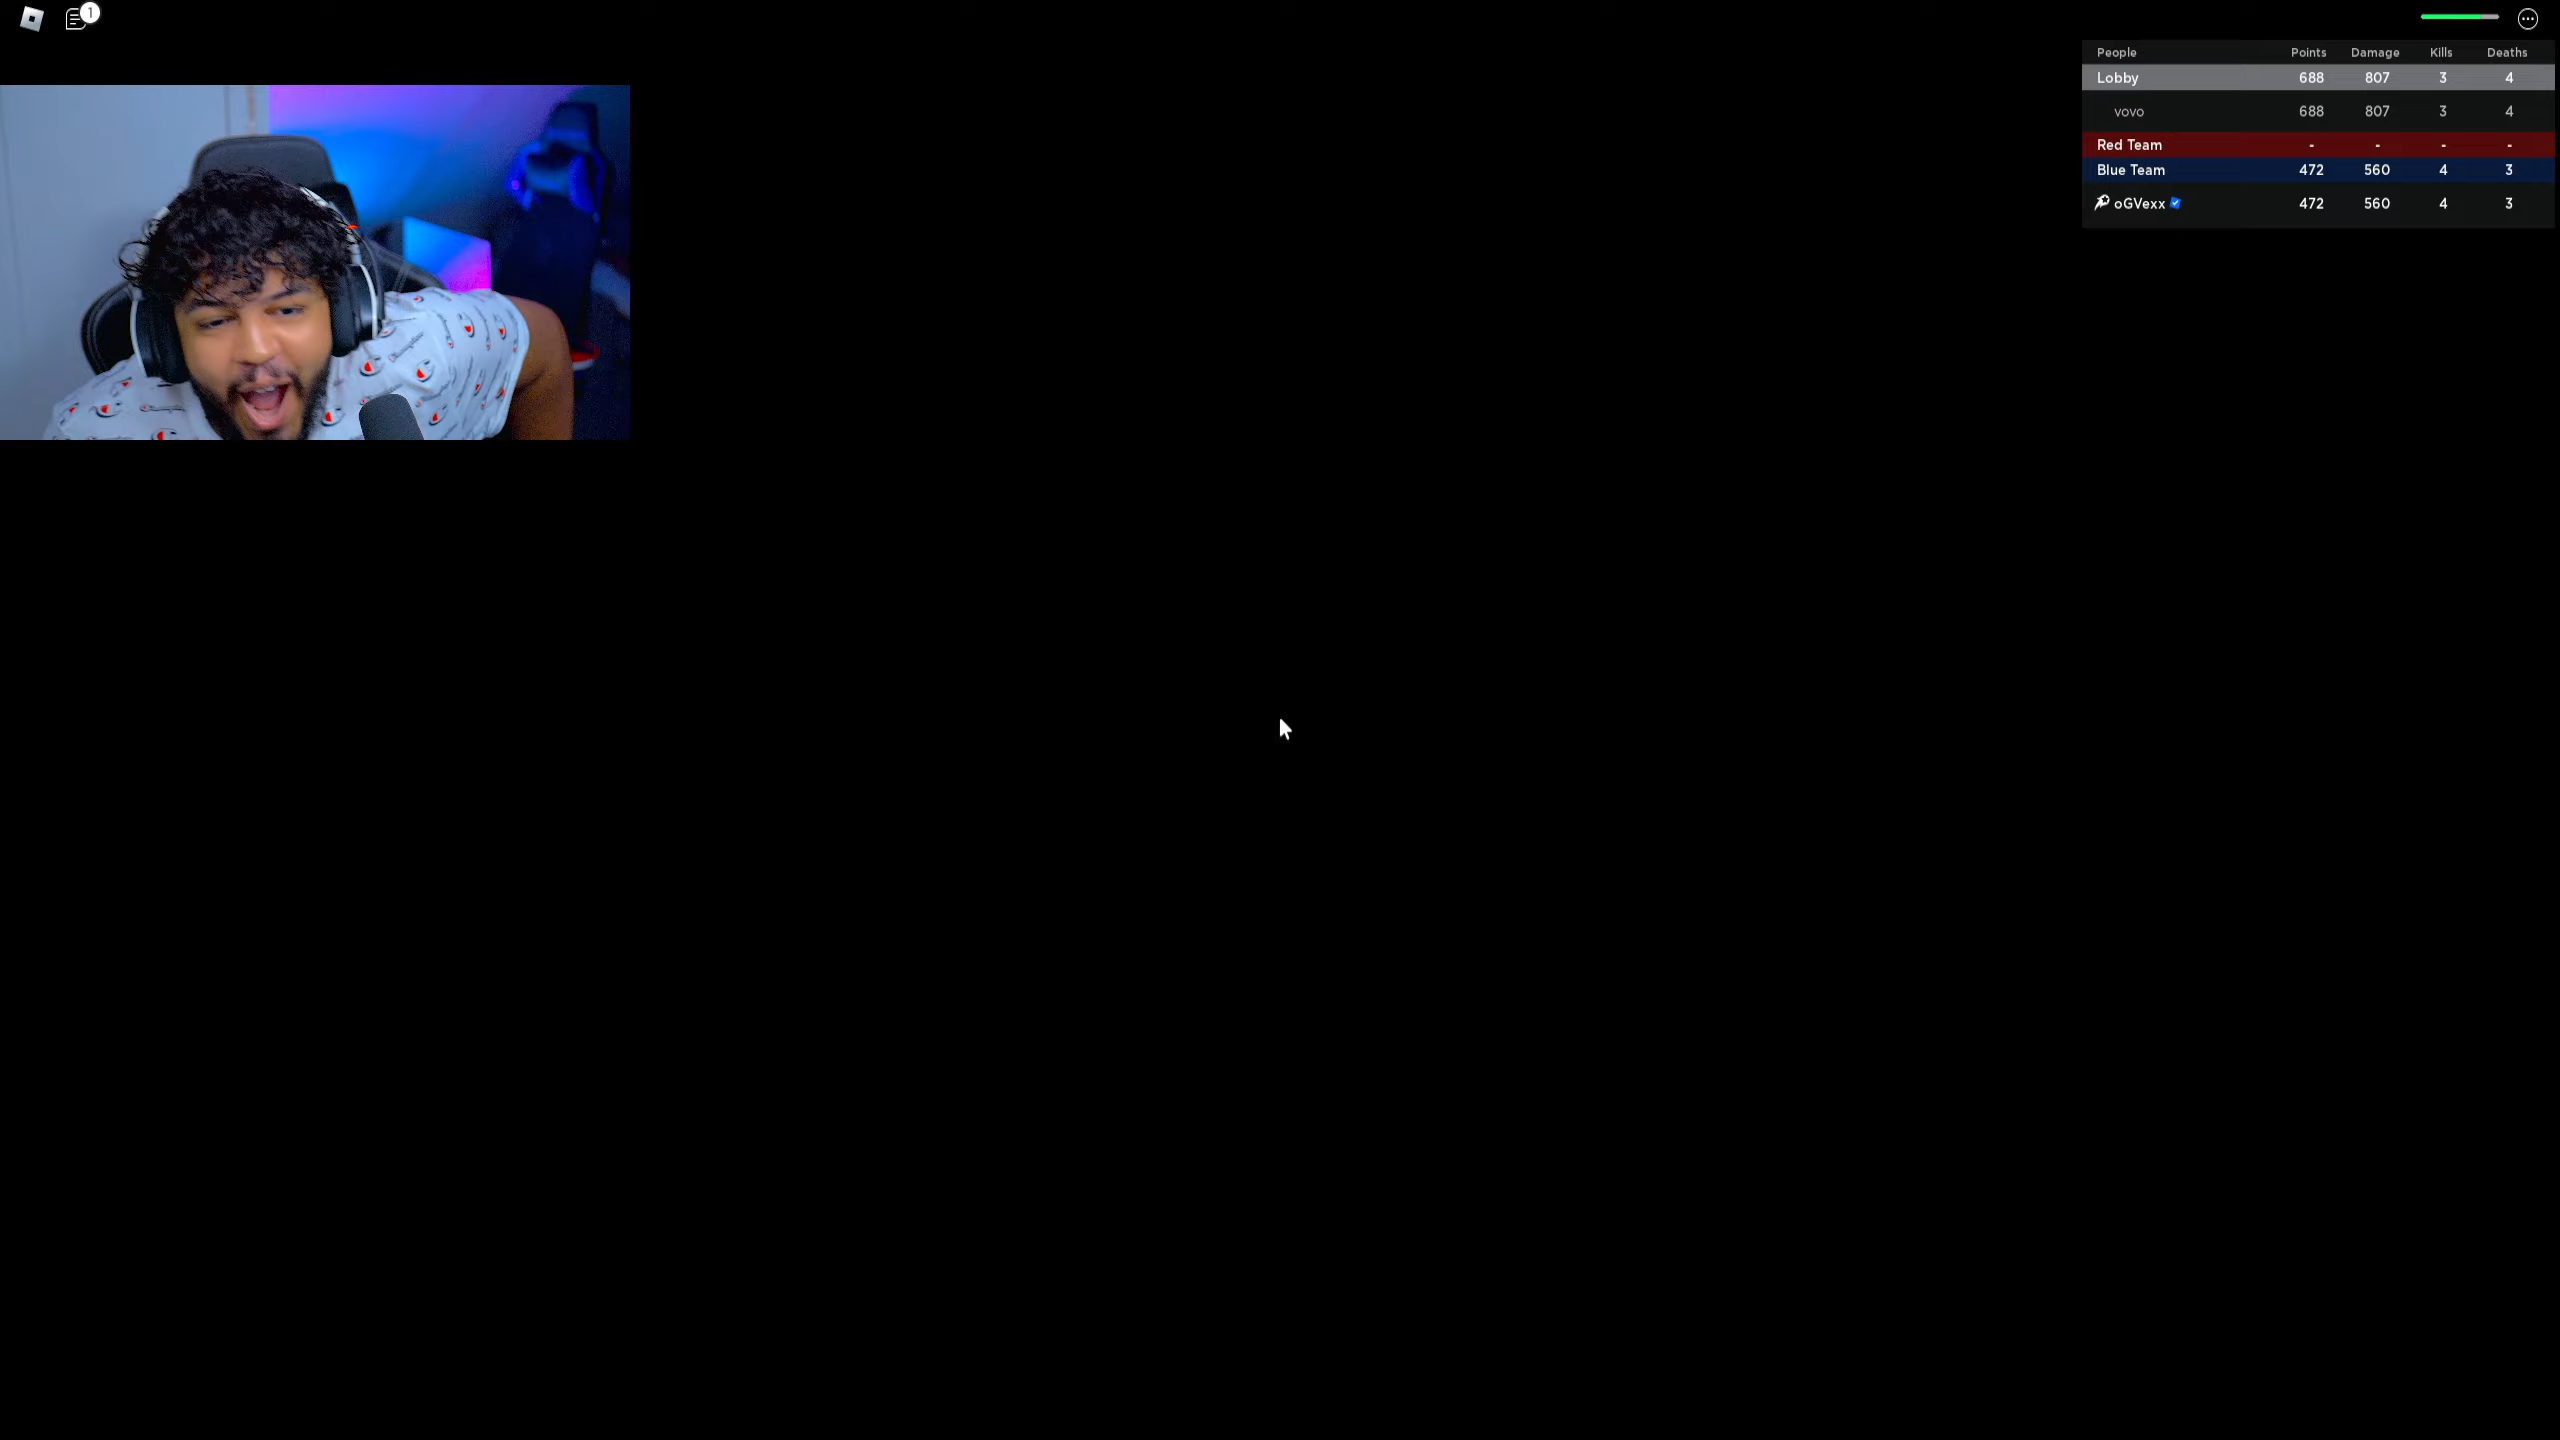 1
People Points Damage Kills Deaths
Lobby 688 807 3 4
vovo 688 807 3 4
Red Team - - - -
Blue Team 472 560 4 3
oGVexx 472 560 4 3